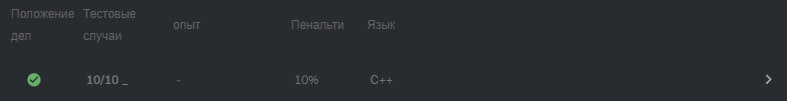 Положение дел Тестовые случаи опыт Пенальти Язык
10/10 _ - 10% C++